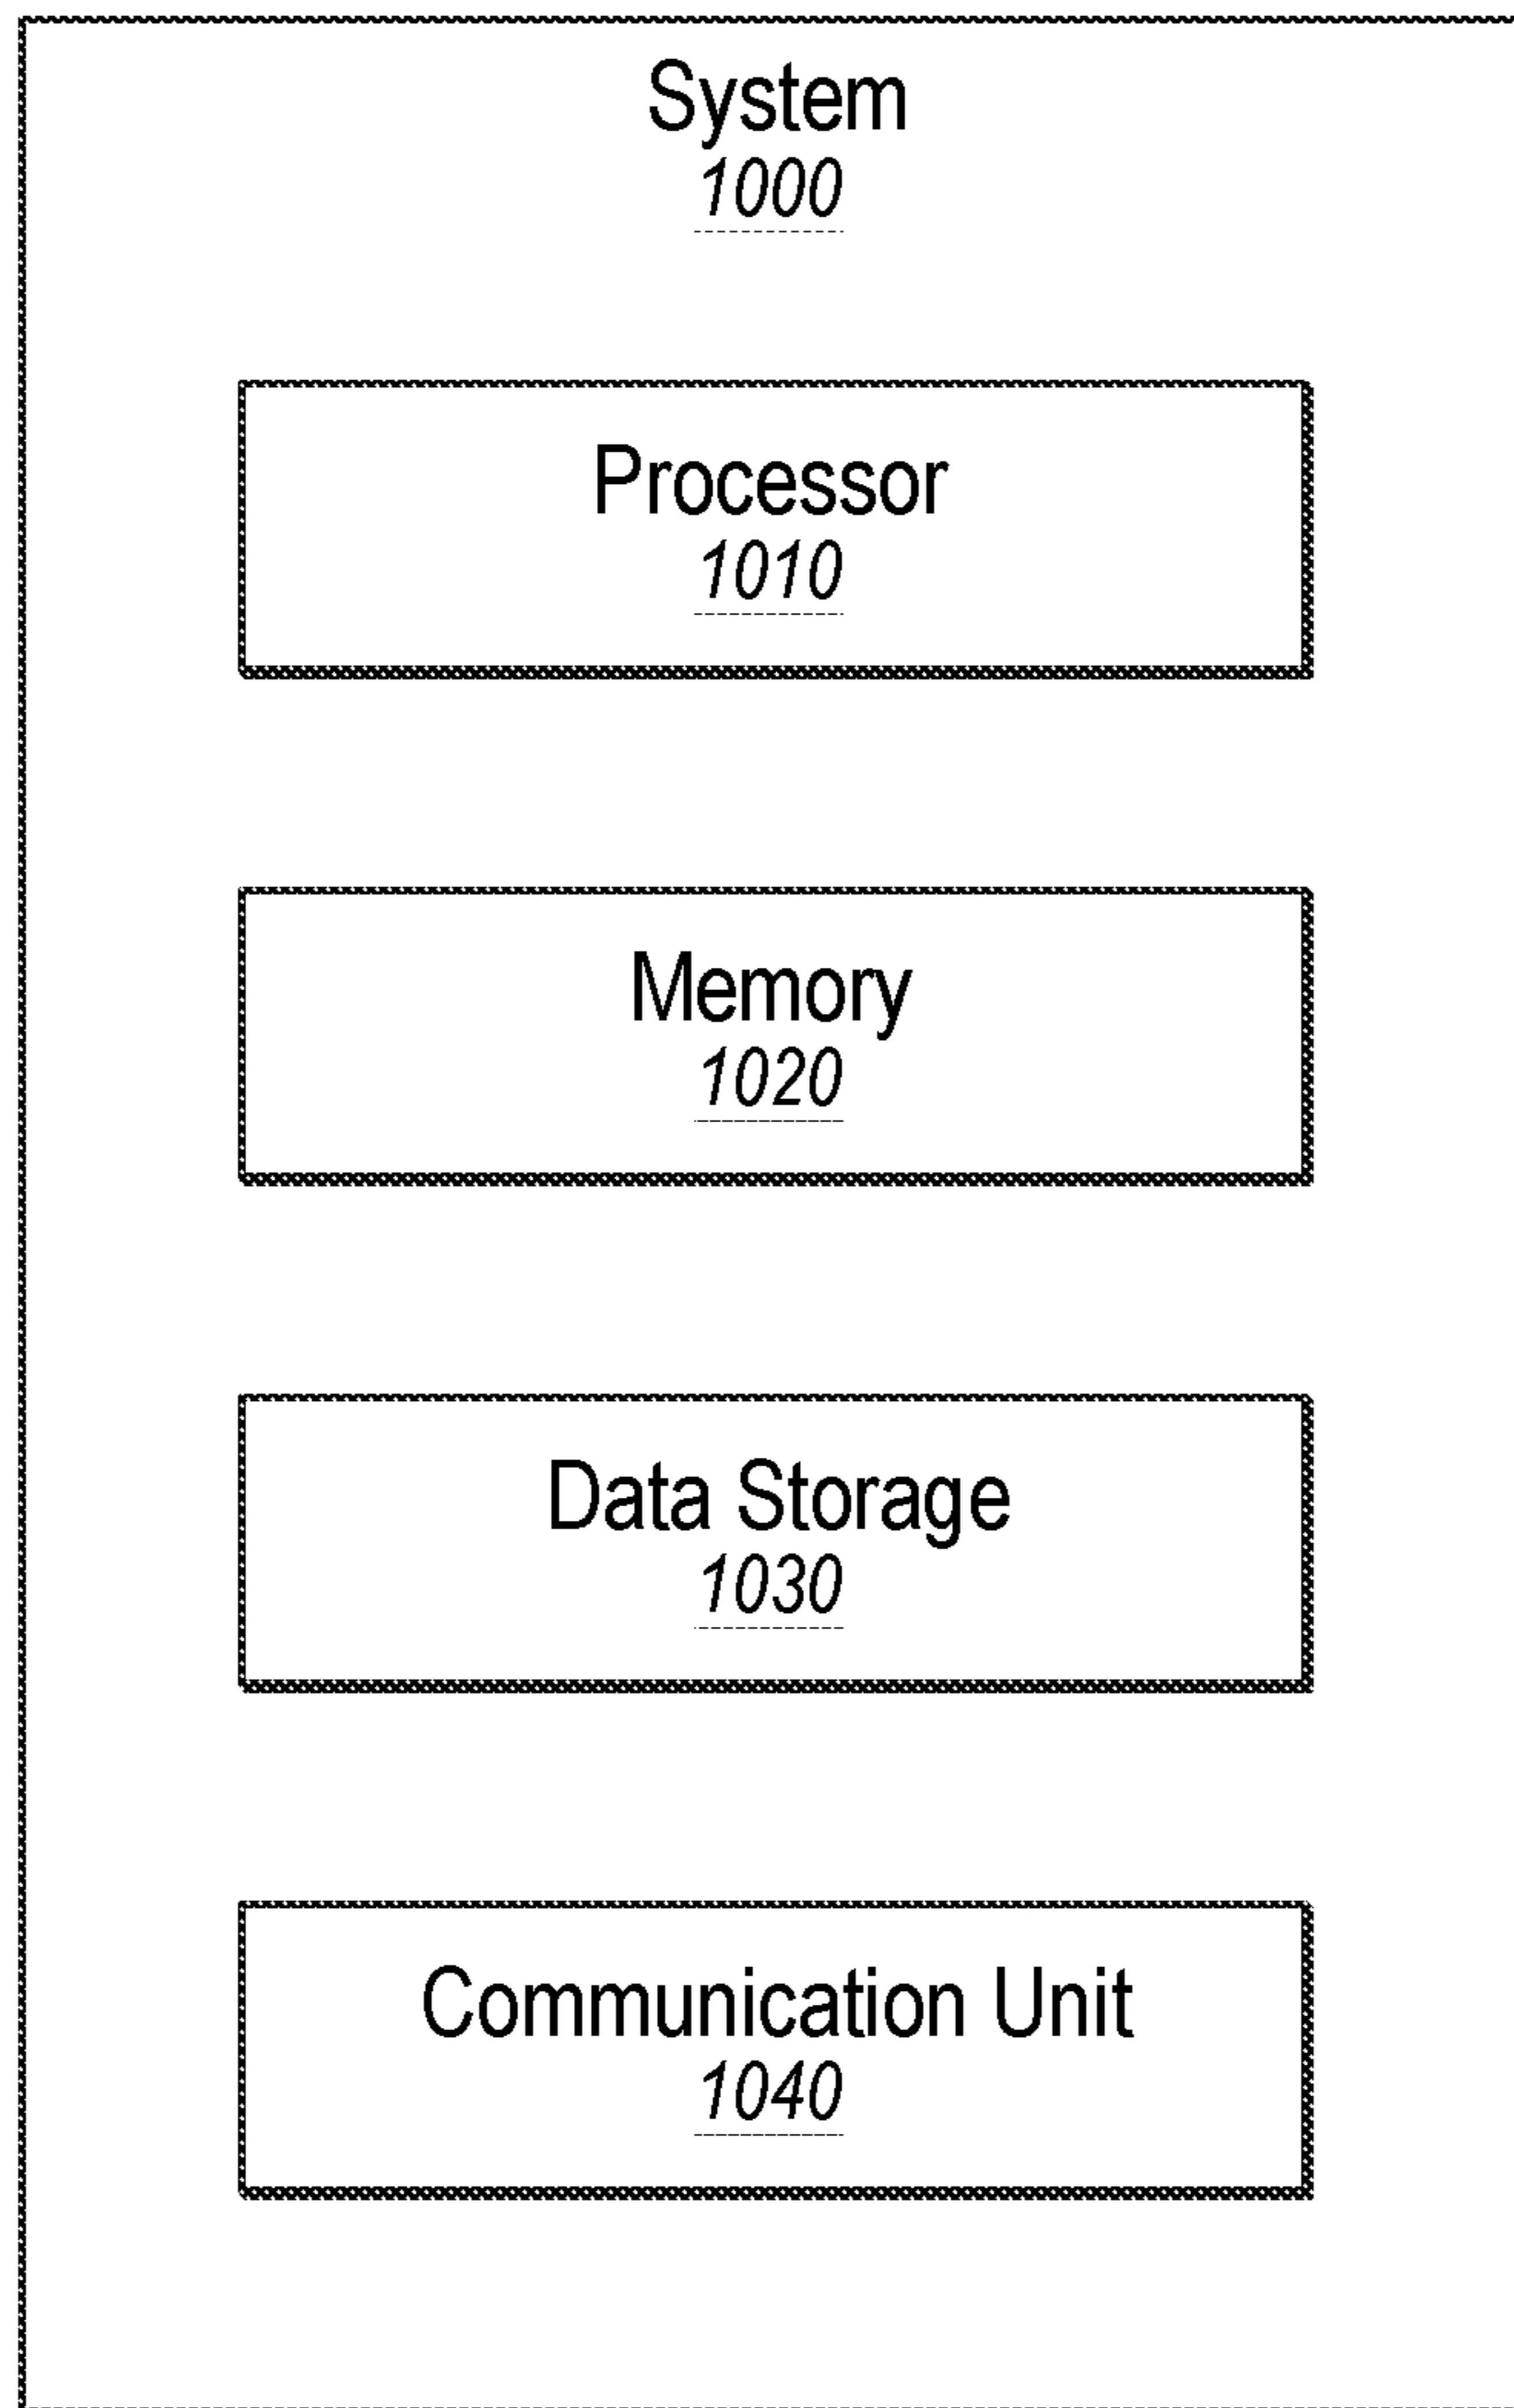 System
1000
Processor
1010
Memory
1020
Data Storage
1030
Communication Unit
1040